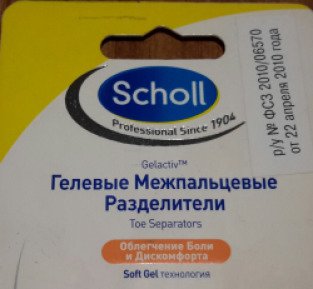 Scholl
Professional Since 1904
р/у № ФСЗ 2010/06570
от 22 апреля 2010 года
Gelactiv™
Гелевые Межпальцевые
Разделители
Toe Separators
Облегчение Боли
и Дискомфорта
Soft Gel технология